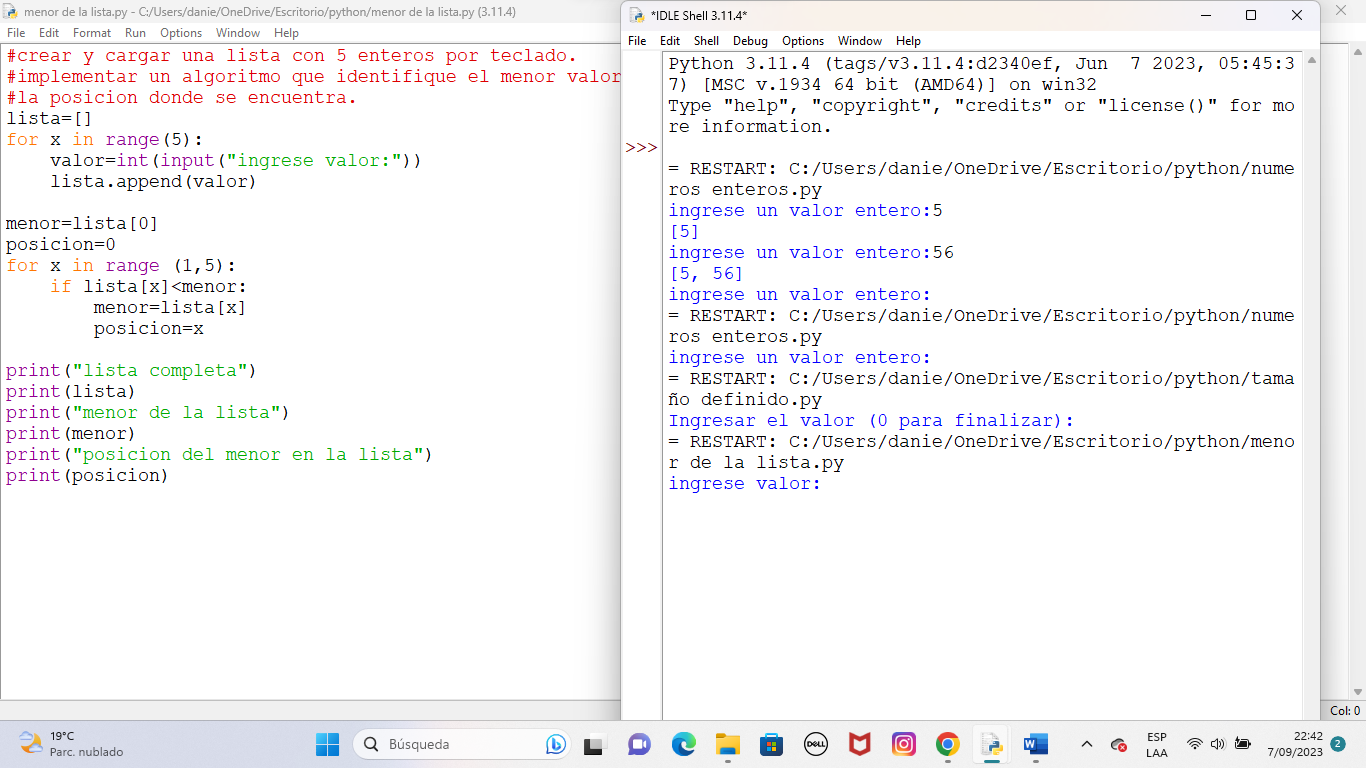 menor de la lista.py - C:/Users/danie/OneDrive/Escritorio/python/menor de la lista.py (3.11.4)
File Edit Format Run Options Window Help
#crear y cargar una lista con 5 enteros por teclado.
#implementar un algoritmo que identifique el menor valor
#la posicion donde se encuentra.
lista=[]
for x in range(5):
    valor=int(input("ingrese valor:"))
    lista.append(valor)
menor=lista[0]
posicion=0
for x in range (1,5):
    if lista[x]<menor:
        menor=lista[x]
        posicion=x
print("lista completa")
print(lista)
print("menor de la lista")
print(menor)
print("posicion del menor en la lista")
print(posicion)
*IDLE Shell 3.11.4*
File Edit Shell Debug Options Window Help
Python 3.11.4 (tags/v3.11.4:d2340ef, Jun  7 2023, 05:45:3
7) [MSC v.1934 64 bit (AMD64)] on win32
Type "help", "copyright", "credits" or "license()" for mo
re information.
>>>
= RESTART: C:/Users/danie/OneDrive/Escritorio/python/nume
ros enteros.py
ingrese un valor entero:5
[5]
ingrese un valor entero:56
[5, 56]
ingrese un valor entero:
= RESTART: C:/Users/danie/OneDrive/Escritorio/python/nume
ros enteros.py
ingrese un valor entero:
= RESTART: C:/Users/danie/OneDrive/Escritorio/python/tama
ño definido.py
Ingresar el valor (0 para finalizar):
= RESTART: C:/Users/danie/OneDrive/Escritorio/python/meno
r de la lista.py
ingrese valor:
Col: 0
19°C
Parc. nublado
Búsqueda
DELL
W
ESP
LAA
22:42
7/09/2023
2